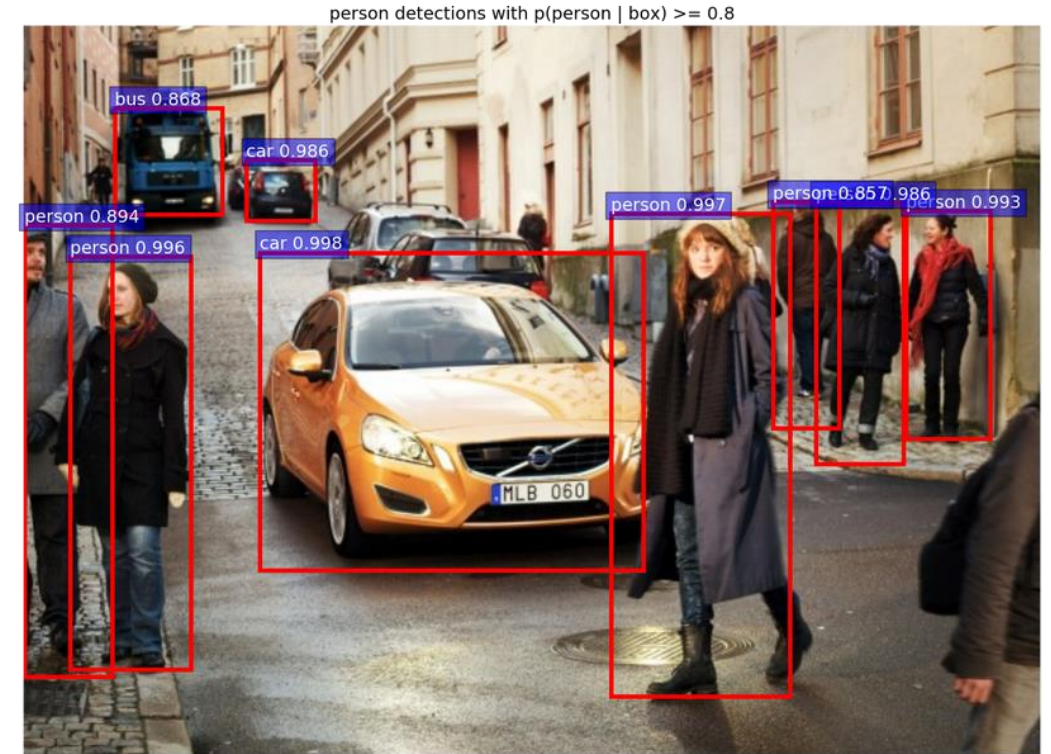 person detections with p(person | box) >= 0.8
bus 0.868
car 0.986
person 0.894
person 0.996
car 0.998
person 0.997
person 0.857
0.986
person 0.993
MLB 060